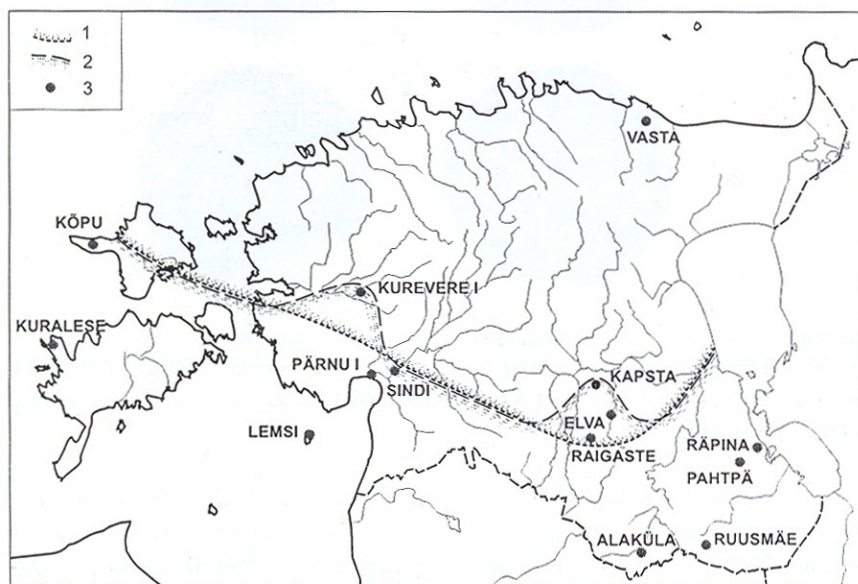 1
2
3
VASTA
KÕPU
KUREVERE I
KURALESE
PÄRNU I
SINDI
KAPSTA
ELVA
LEMSI
RAIGASTE
RÄPINA
PAHTPÄ
ALAKÜLA
RUUSMÄE